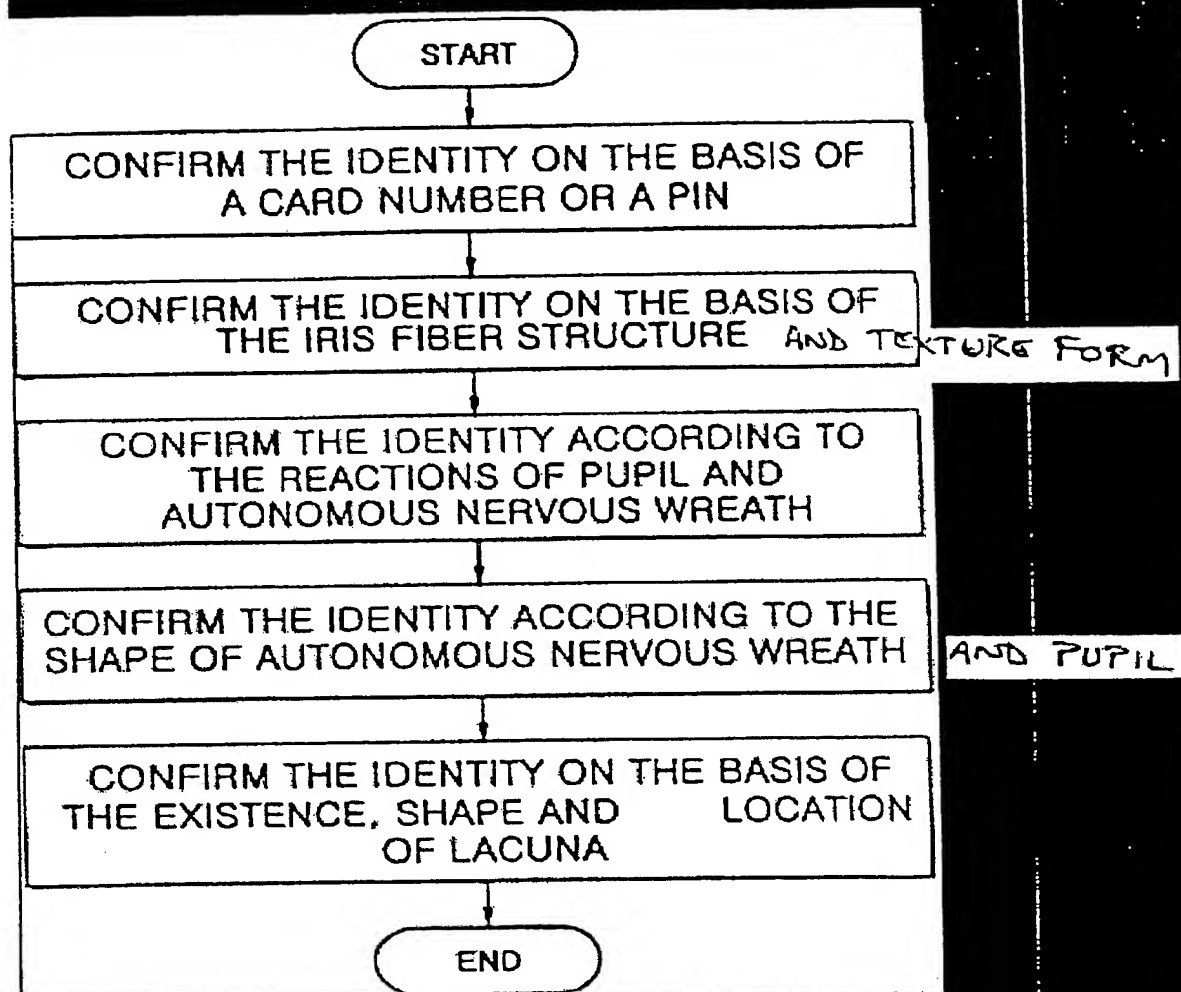 START
CONFIRM THE IDENTITY ON THE BASIS OF
A CARD NUMBER OR A PIN
CONFIRM THE IDENTITY ON THE BASIS OF
THE IRIS FIBER STRUCTURE AND TEXTURE FORM
CONFIRM THE IDENTITY ACCORDING TO
THE REACTIONS OF PUPIL AND
AUTONOMOUS NERVOUS WREATH
CONFIRM THE IDENTITY ACCORDING TO THE
SHAPE OF AUTONOMOUS NERVOUS WREATH AND PUPIL
CONFIRM THE IDENTITY ON THE BASIS OF
THE EXISTENCE, SHAPE AND LOCATION
OF LACUNA
END